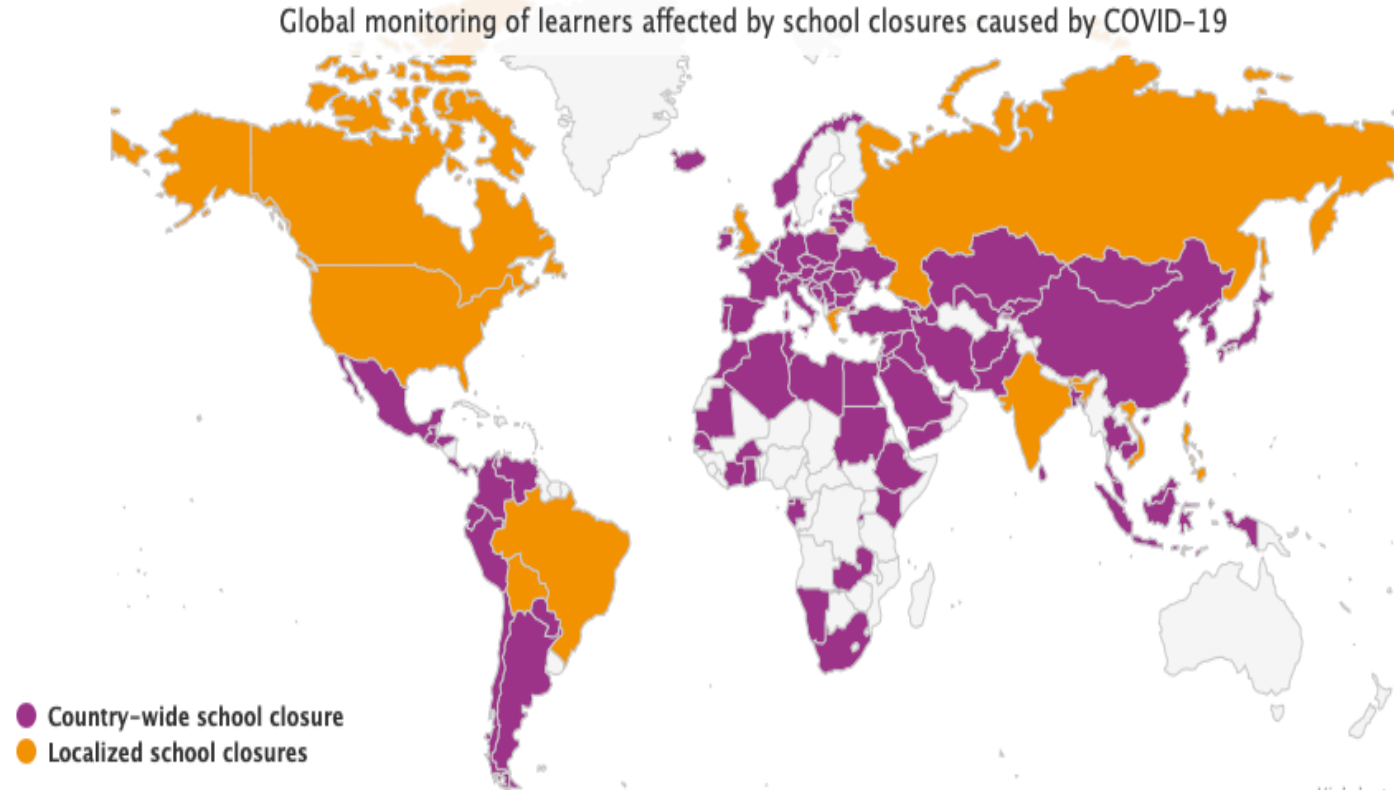 Global monitoring of learners affected by school closures caused by COVID-19
Country-wide school closure
Localized school closures